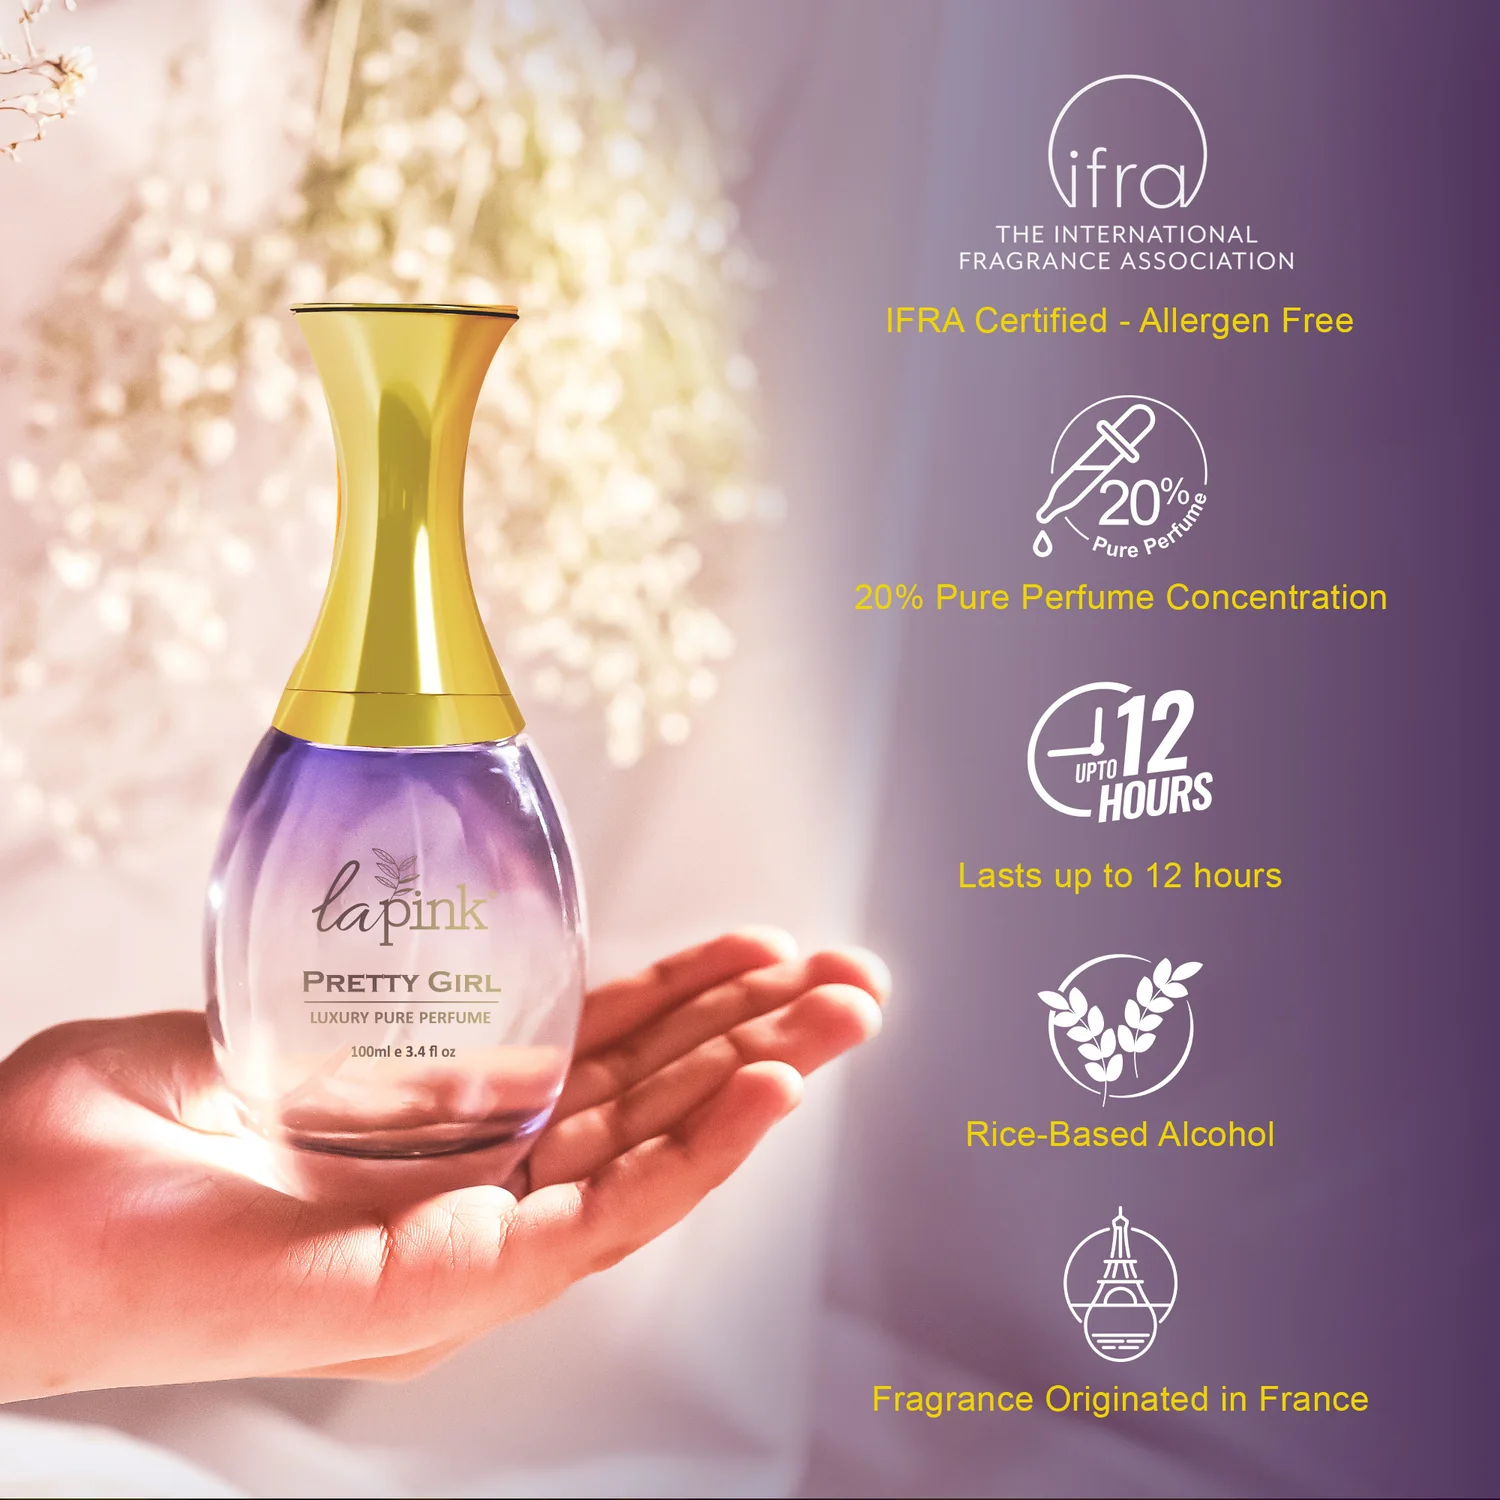 ifra
THE INTERNATIONAL
FRAGRANCE ASSOCIATION
IFRA Certified - Allergen Free
20%
Pure Perfume
20% Pure Perfume Concentration
UPTO 12
HOURS
Lasts up to 12 hours
Rice-Based Alcohol
Fragrance Originated in France
lapink
PRETTY GIRL
LUXURY PURE PERFUME
100ml e 3.4 fl oz